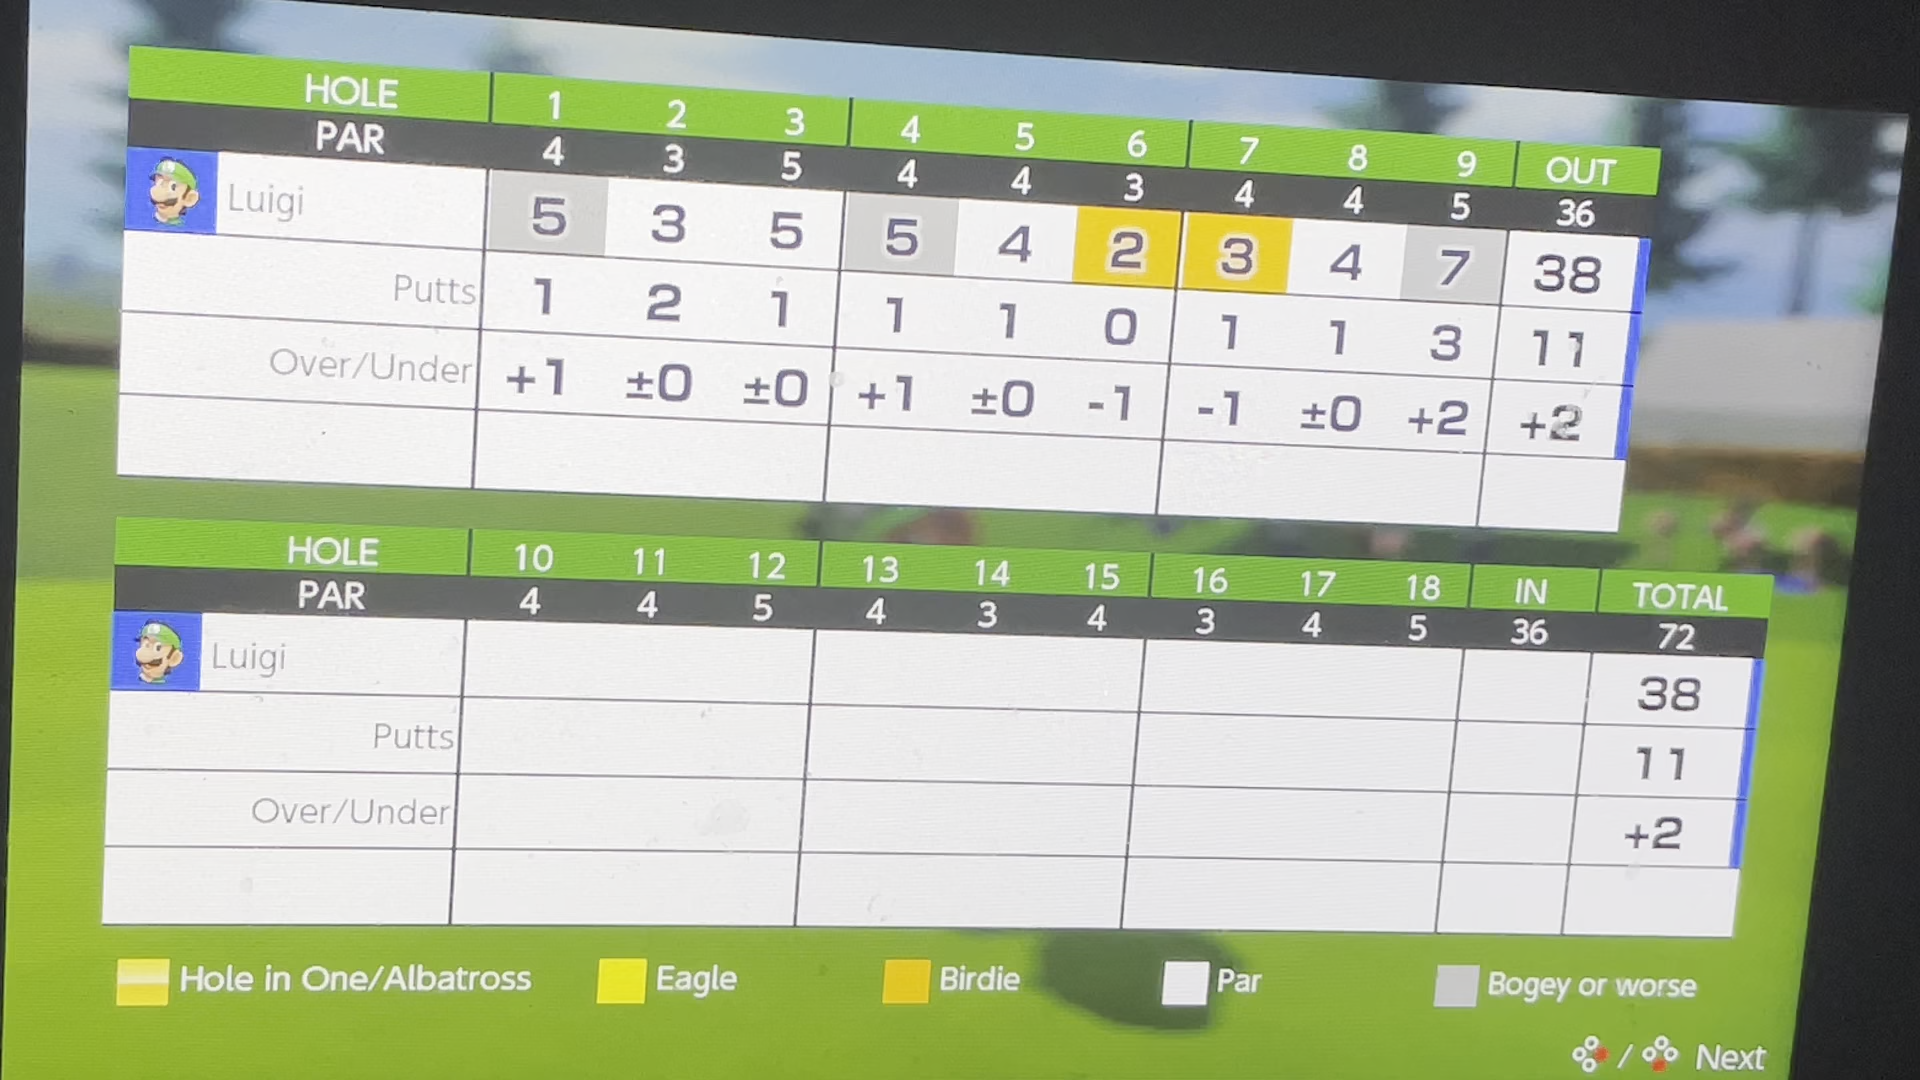 HOLE 1 2 3 4 5 6 7 8 9 OUT
PAR 4 3 5 4 4 3 4 4 5 36
Luigi 5 3 5 5 4 2 3 4 7 38
Putts 1 2 1 1 1 0 1 1 3 11
Over/Under +1 ±0 ±0 +1 ±0 -1 -1 ±0 +2 +2
HOLE 10 11 12 13 14 15 16 17 18 IN TOTAL
PAR 4 4 5 4 3 4 3 4 5 36 72
Luigi 38
Putts 11
Over/Under +2
Hole in One/Albatross Eagle Birdie Par Bogey or worse
/ Next